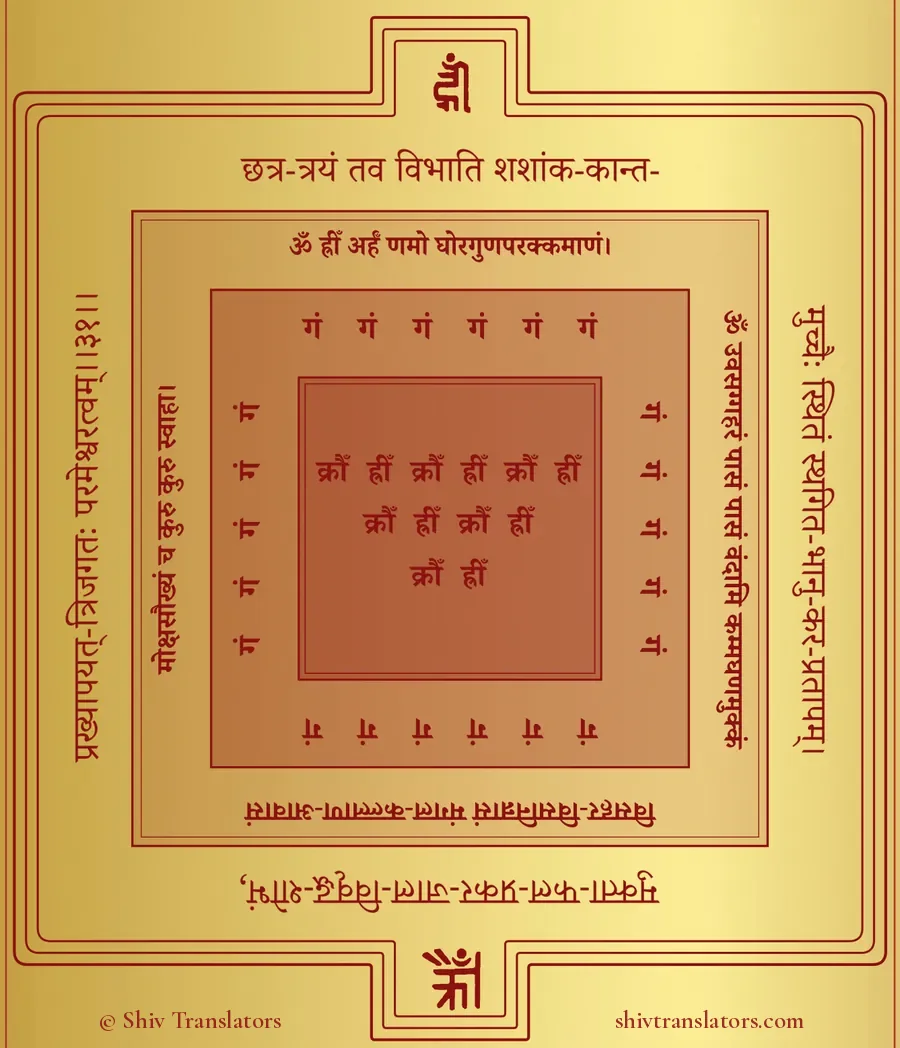 ह्रीँ
छत्र-त्रयं तव विभाति शशांक-कान्त-
मुच्चैः स्थितं स्थगित-भानु-कर-प्रतापम्।
मुक्ता-फल-प्रकर-जाल-विवृद्ध-शोभं,
प्रख्यापयत्-त्रिजगतः परमेश्वरत्वम्।।३१।।
ॐ ह्रीँ अर्हं णमो घोरगुणपरक्कमाणं।
ॐ उवसग्गहरं पासं पासं वंदामि कम्मघणमुक्कं
विसहर-विसनिन्नासं मंगल-कल्लाण-आवासं
मोक्षसौख्यं च कुरु कुरु स्वाहा।
गं गं गं गं गं गं
गं गं गं गं गं
गं गं गं गं गं गं
गं गं गं गं गं
क्रौँ ह्रीँ क्रौँ ह्रीँ क्रौँ ह्रीँ
क्रौँ ह्रीँ क्रौँ ह्रीँ
क्रौँ ह्रीँ
© Shiv Translators
shivtranslators.com